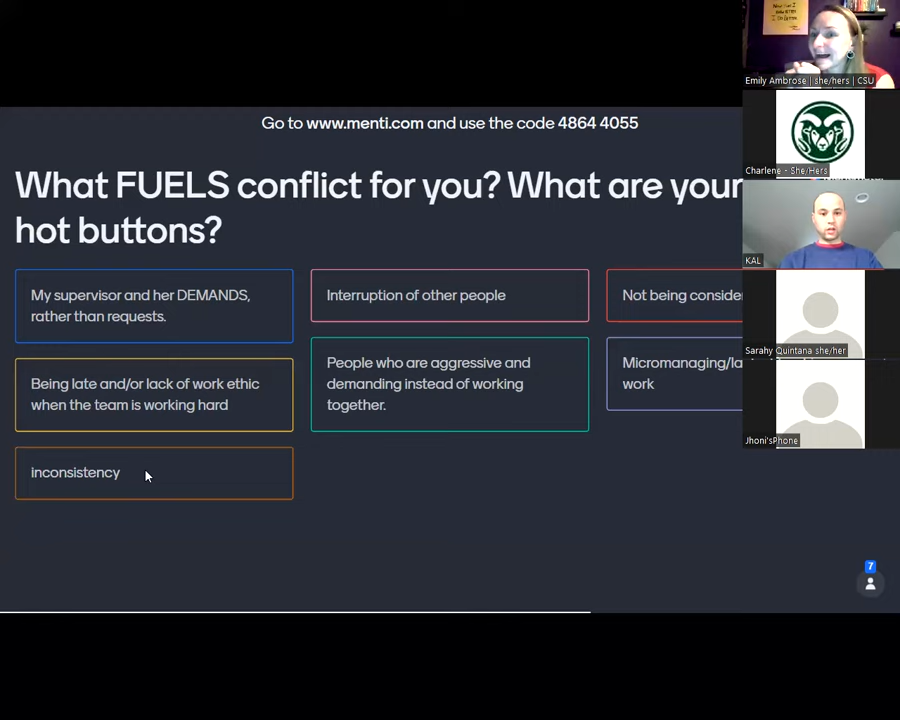 Go to www.menti.com and use the code 4864 4055
What FUELS conflict for you? What are your
hot buttons?
My supervisor and her DEMANDS,
rather than requests.
Interruption of other people
Not being conside
Being late and/or lack of work ethic
when the team is working hard
People who are aggressive and
demanding instead of working
together.
Micromanaging/la
work
inconsistency
7
Emily Ambrose | she/hers | CSU
Charlene - She/Hers
KAL
Sarahy Quintana she/her
Jhoni'sPhone